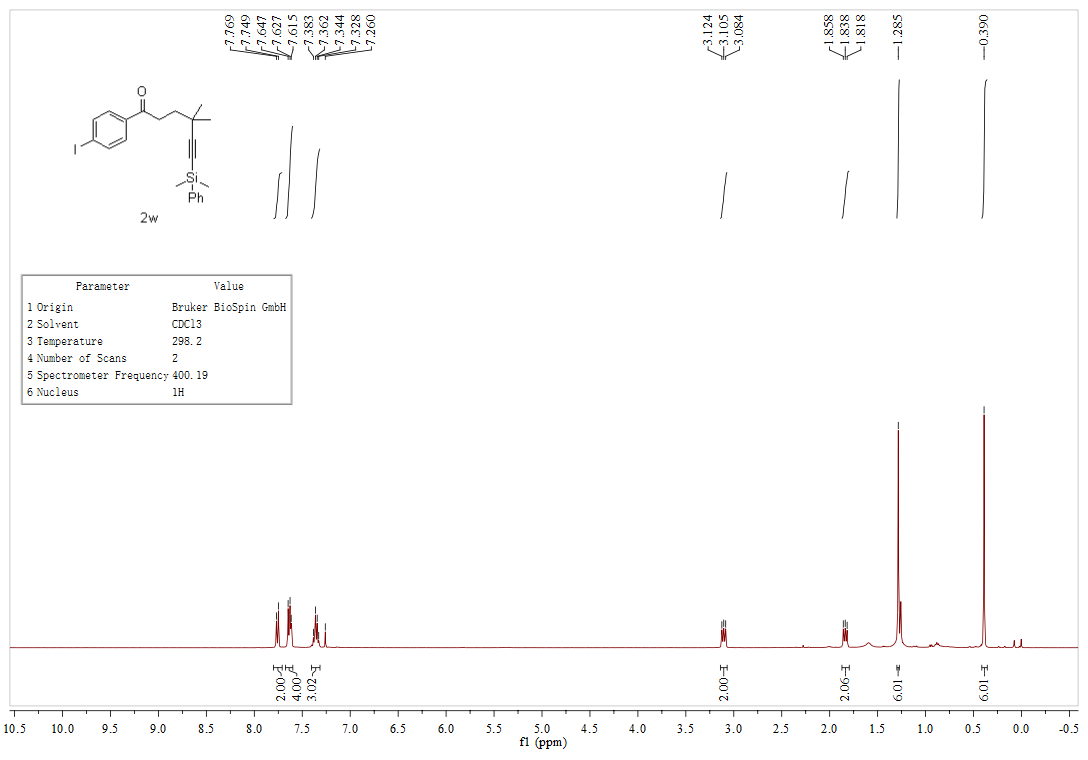 7.769
7.749
7.647
7.627
7.615
7.383
7.362
7.344
7.328
7.260
3.124
3.105
3.084
1.858
1.838
1.818
1.285
0.390
O
I
Si
Ph
2w
Parameter Value
1 Origin Bruker BioSpin GmbH
2 Solvent CDCl3
3 Temperature 298.2
4 Number of Scans 2
5 Spectrometer Frequency 400.19
6 Nucleus 1H
2.00
4.00
3.02
2.00
2.06
6.01
6.01
10.5 10.0 9.5 9.0 8.5 8.0 7.5 7.0 6.5 6.0 5.5 5.0 4.5 4.0 3.5 3.0 2.5 2.0 1.5 1.0 0.5 0.0 -0.5
f1 (ppm)